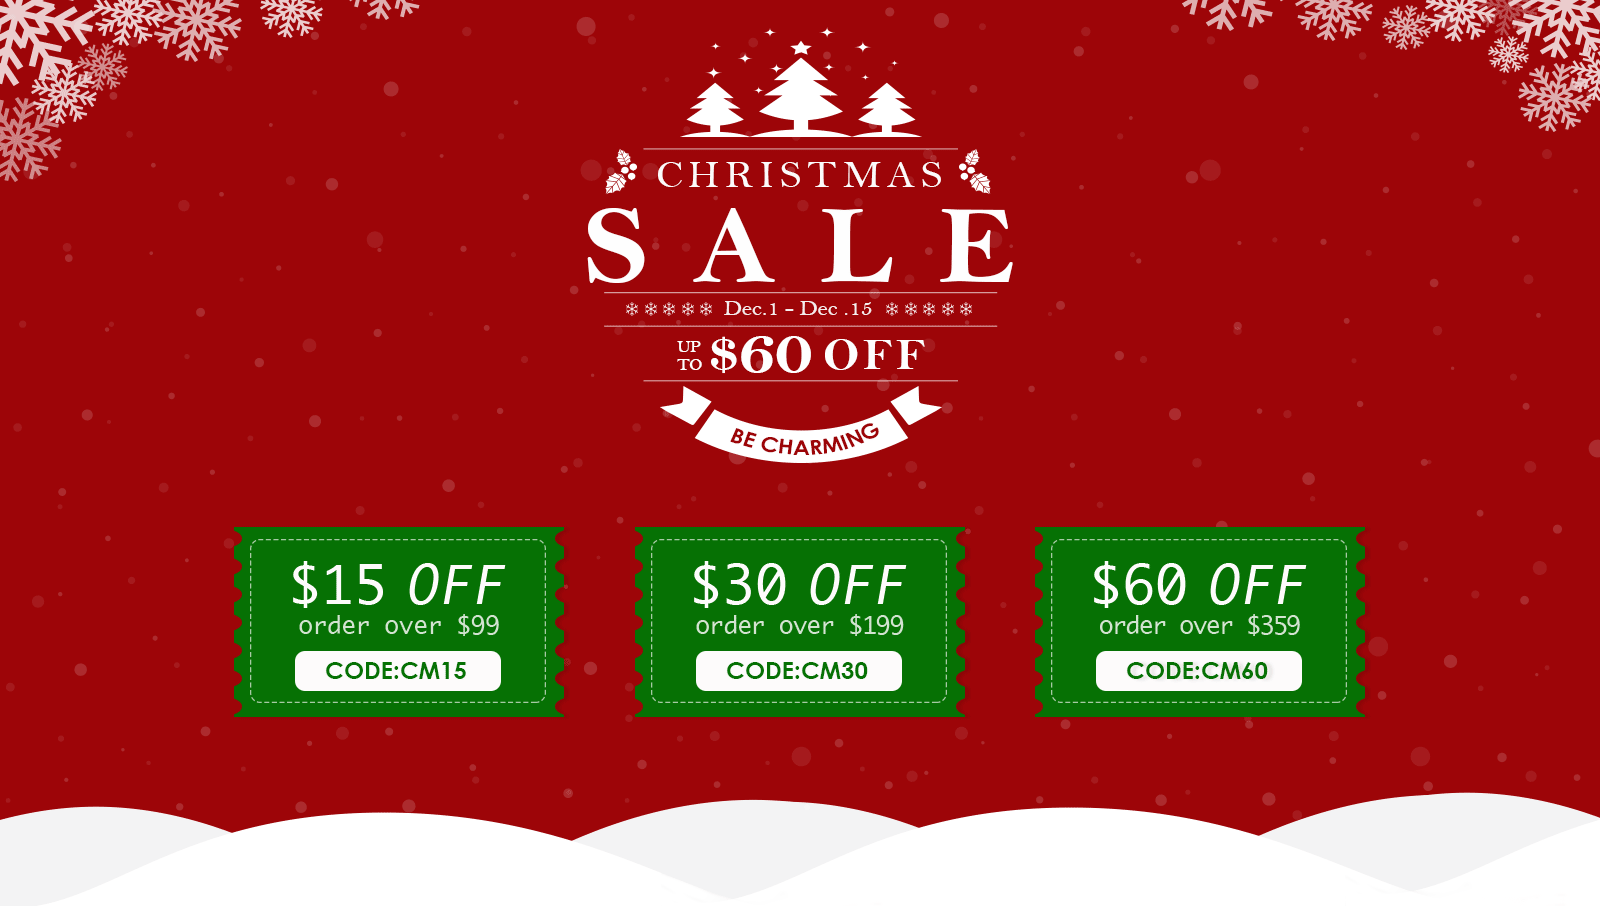 CHRISTMAS
SALE
Dec.1 - Dec .15
UP TO $60 OFF
BE CHARMING
$15 OFF
order over $99
CODE:CM15
$30 OFF
order over $199
CODE:CM30
$60 OFF
order over $359
CODE:CM60